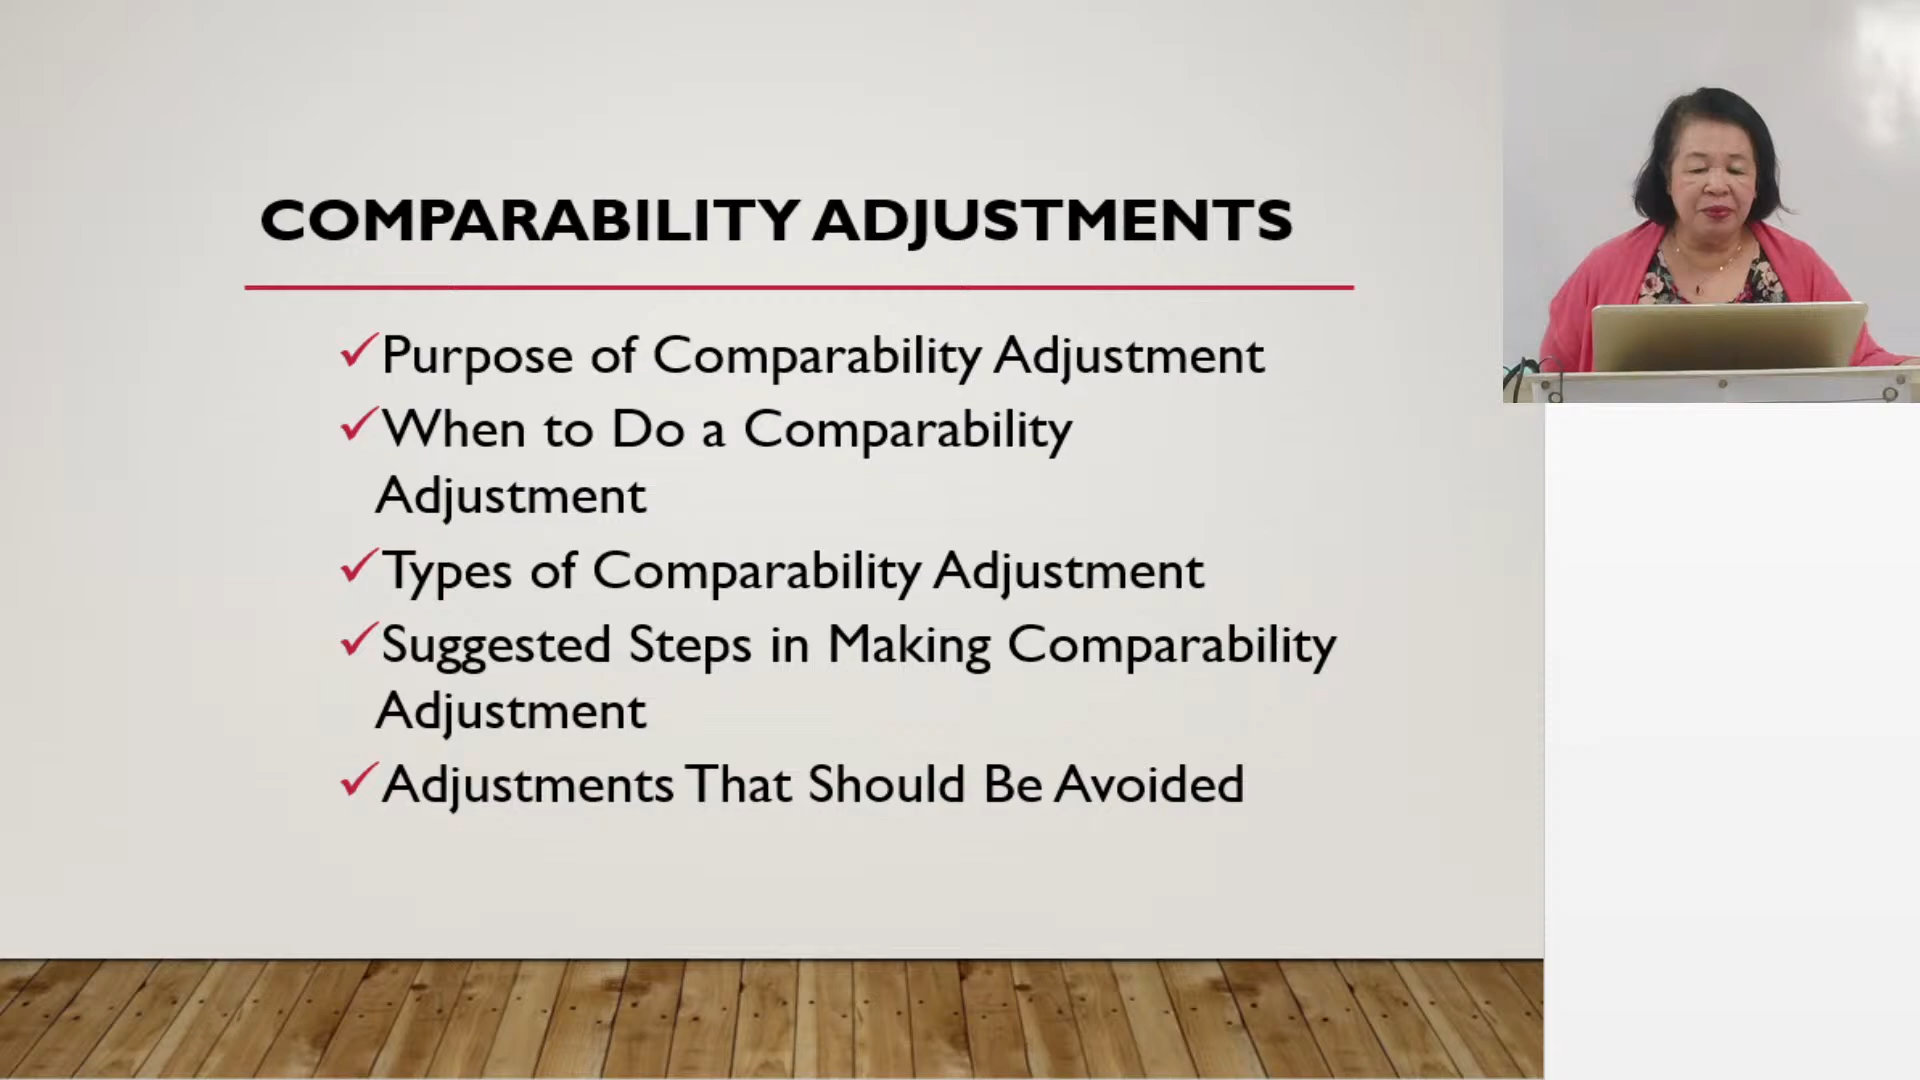 COMPARABILITY ADJUSTMENTS
✓Purpose of Comparability Adjustment
✓When to Do a Comparability
Adjustment
✓Types of Comparability Adjustment
✓Suggested Steps in Making Comparability
Adjustment
✓Adjustments That Should Be Avoided